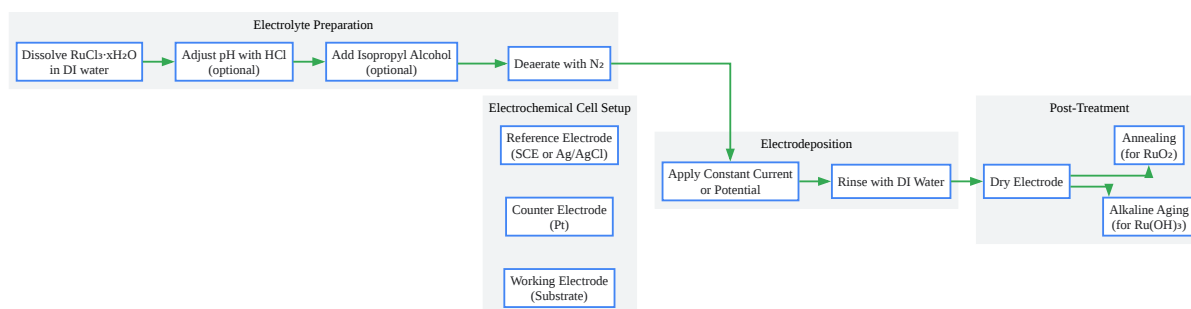 Electrolyte Preparation
Dissolve RuCl₃·xH₂O
in DI water
Adjust pH with HCl
(optional)
Add Isopropyl Alcohol
(optional)
Deaerate with N₂
Electrochemical Cell Setup
Reference Electrode
(SCE or Ag/AgCl)
Counter Electrode
(Pt)
Working Electrode
(Substrate)
Electrodeposition
Apply Constant Current
or Potential
Rinse with DI Water
Post-Treatment
Dry Electrode
Annealing
(for RuO₂)
Alkaline Aging
(for Ru(OH)₃)